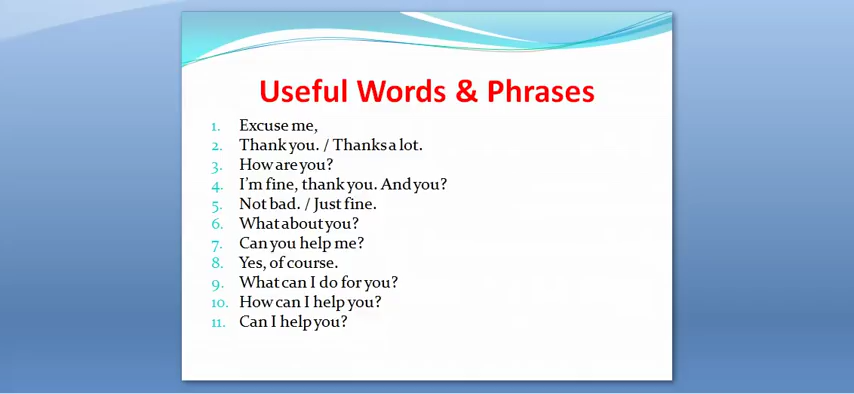 Useful Words & Phrases
1. Excuse me,
2. Thank you. / Thanks a lot.
3. How are you?
4. I'm fine, thank you. And you?
5. Not bad. / Just fine.
6. What about you?
7. Can you help me?
8. Yes, of course.
9. What can I do for you?
10. How can I help you?
11. Can I help you?